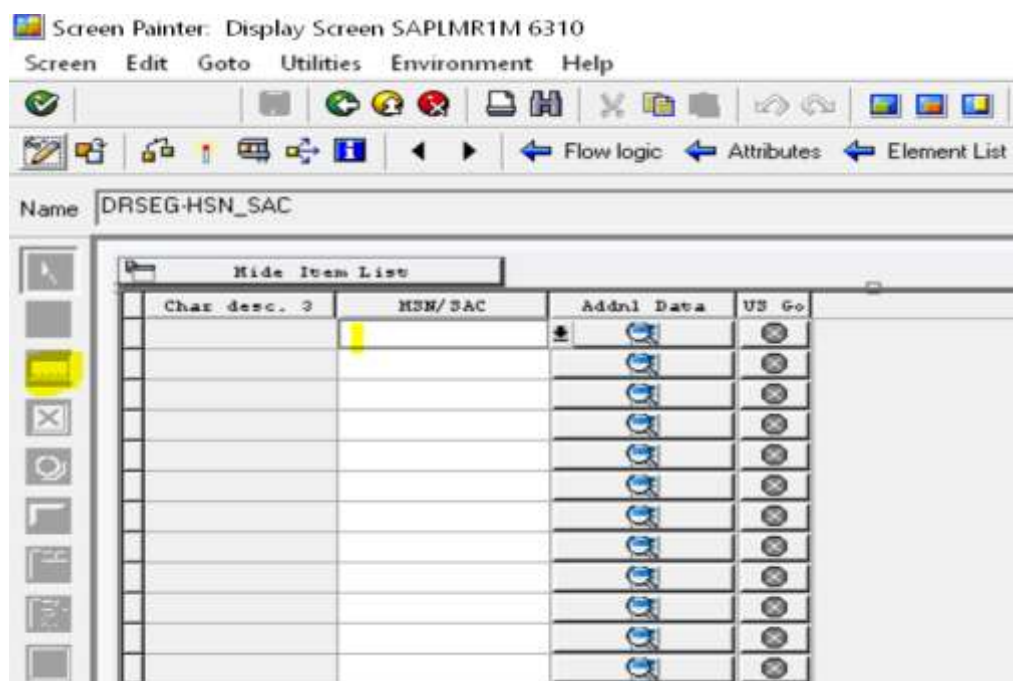 Screen Painter: Display Screen SAPLMR1M 6310
Screen Edit Goto Utilities Environment Help
Flow logic Attributes Element List
Name DRSEG-HSN_SAC
Hide Item List
Char desc. 3 HSN/SAC Addnl Data US Go